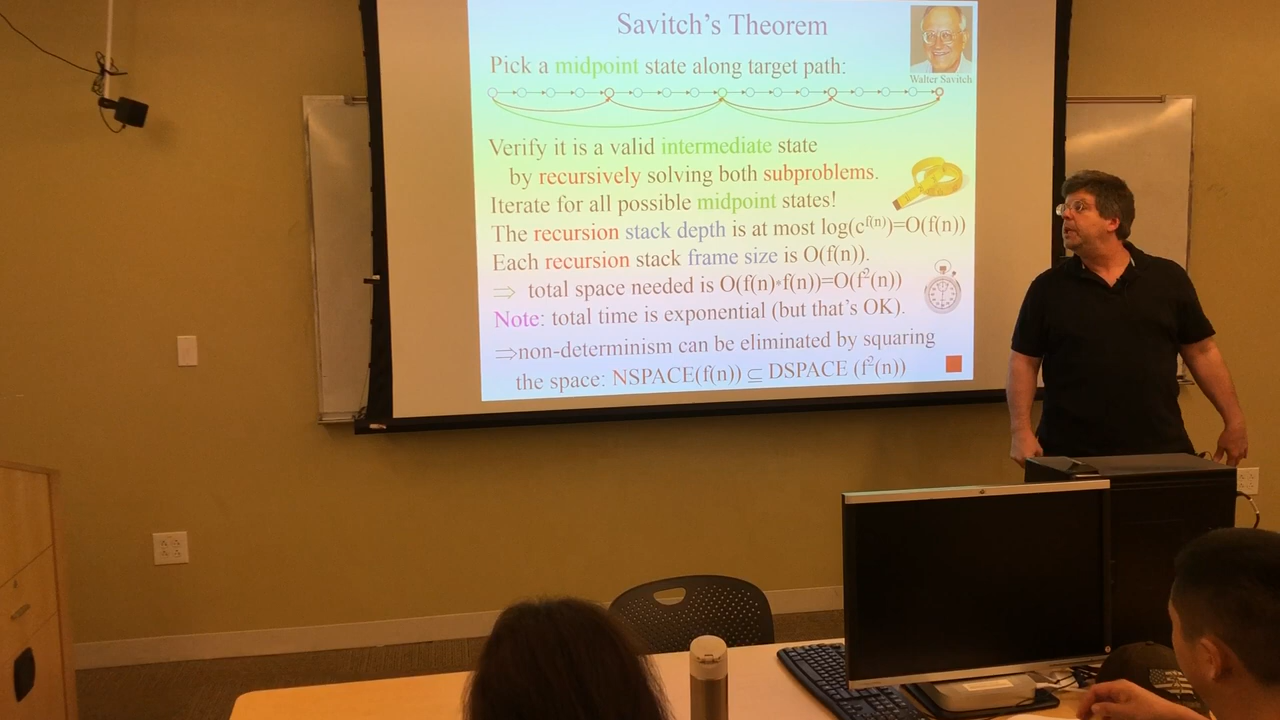 Savitch's Theorem
Walter Savitch
Pick a midpoint state along target path:
Verify it is a valid intermediate state
by recursively solving both subproblems.
Iterate for all possible midpoint states!
The recursion stack depth is at most log(c^f(n))=O(f(n))
Each recursion stack frame size is O(f(n)).
⇒ total space needed is O(f(n)*f(n))=O(f²(n))
Note: total time is exponential (but that's OK).
⇒non-determinism can be eliminated by squaring
the space: NSPACE(f(n)) ⊆ DSPACE (f²(n))